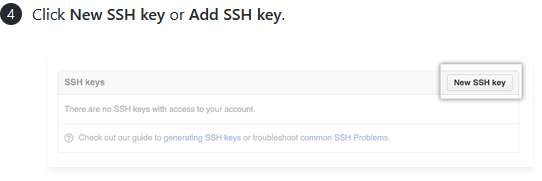 4 Click New SSH key or Add SSH key.
SSH keys New SSH key
There are no SSH keys with access to your account.
Check out our guide to generating SSH keys or troubleshoot common SSH Problems.